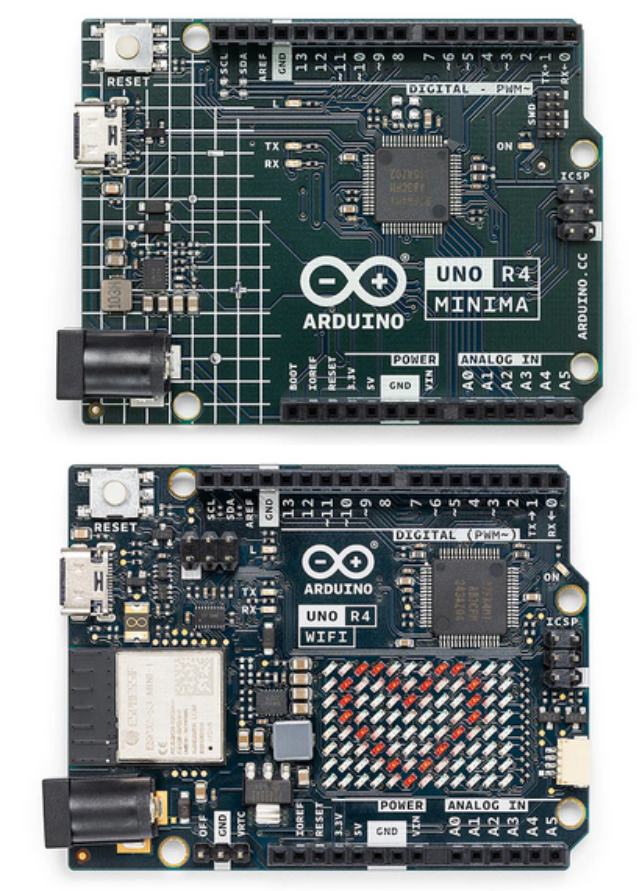 RESET
SCL
SDA
AREF
GND
13
12
~11
~10
~9
8
7
~6
~5
4
~3
2
TX→1
RX←0
DIGITAL - PWM~
L
TX
RX
SWD
ON
ICSP
103M
ARDUINO
UNO R4
MINIMA
ARDUINO.CC
BOOT
IOREF
RESET
3.3V
5V
GND
VIN
POWER
ANALOG IN
A0
A1
A2
A3
A4
A5
RESET
SCL
SDA
AREF
GND
13
12
~11
~10
~9
8
7
~6
~5
4
~3
2
TX→1
RX←0
DIGITAL (PWM~)
L
TX
RX
ARDUINO
UNO R4
WIFI
ON
ICSP
ESPRESSIF
OFF
GND
VRTC
IOREF
RESET
3.3V
5V
GND
VIN
POWER
ANALOG IN
A0
A1
A2
A3
A4
A5